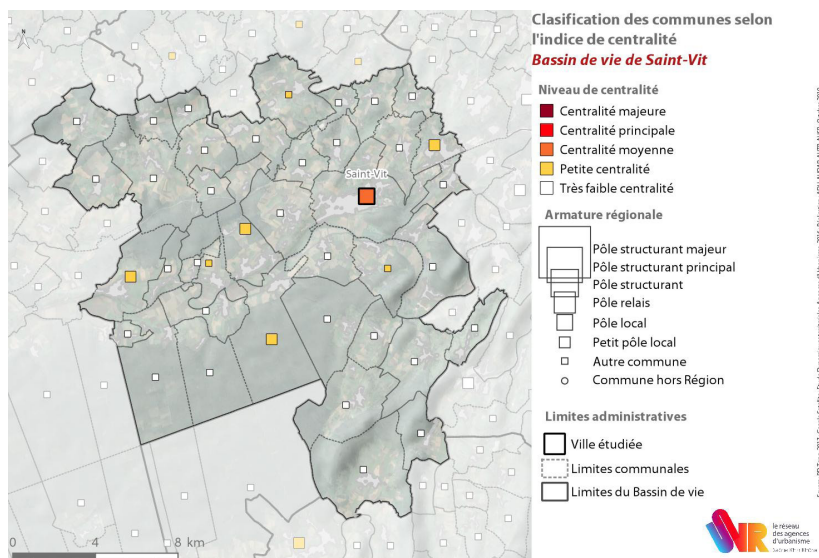 Clasification des communes selon
l'indice de centralité
Bassin de vie de Saint-Vit
Niveau de centralité
Centralité majeure
Centralité principale
Centralité moyenne
Petite centralité
Très faible centralité
Armature régionale
Pôle structurant majeur
Pôle structurant principal
Pôle structurant
Pôle relais
Pôle local
Petit pôle local
Autre commune
Commune hors Région
Limites administratives
Ville étudiée
Limites communales
Limites du Bassin de vie
N
Saint-Vit
0 4 8 km
le réseau
des agences
d'urbanisme